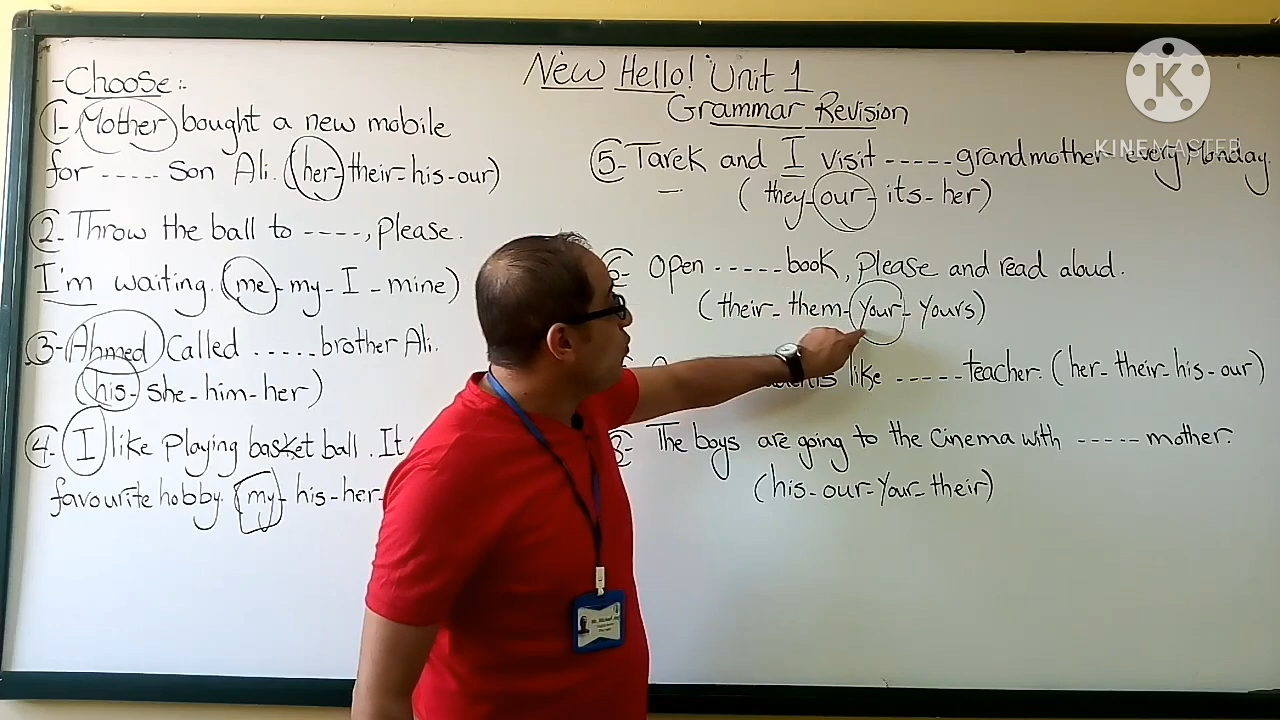 New Hello! Unit 1
Grammar Revision
- Choose :-
1- Mother bought a new mobile
for ----- son Ali. (her - their - his - our)
2- Throw the ball to ----, please.
I'm waiting. (me - my - I - mine)
3- Ahmed Called ----- brother Ali.
(his - she - him - her)
4- I like playing basket ball. It
favourite hobby. (my - his - her -
5- Tarek and I visit ----- grandmother every Monday.
(they - our - its - her)
6- Open ----- book, please and read aloud.
(their - them - your - yours)
like ----- teacher. (her - their - his - our)
8- The boys are going to the cinema with ----- mother.
(his - our - your - their)
K
KINEMASTER